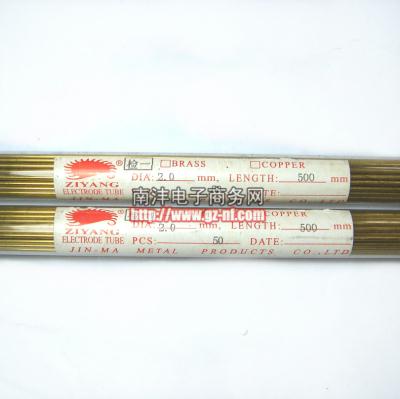 ® 检一 BRASS COPPER
DIA: 2.0 mm, LENGTH: 500 mm
ZIYANG
ELECTRODE TUBE
南沣电子商务网
http://www.gz-nf.com
COPPER
DIA: 2.0 mm, LENGTH: 500 mm
ZIYANG
ELECTRODE TUBE PCS: 50 DATE:
JIN-MA METAL PRODUCTS CO.,LTD